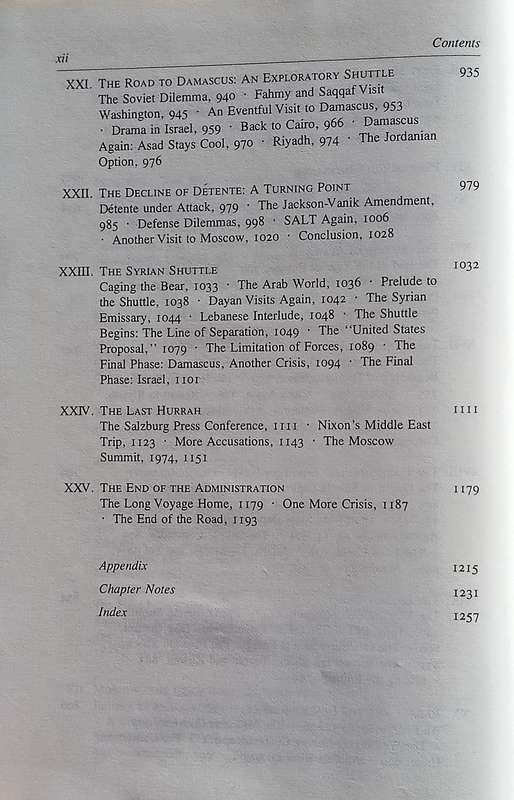 xii Contents
XXI. THE ROAD TO DAMASCUS: AN EXPLORATORY SHUTTLE 935
The Soviet Dilemma, 940 · Fahmy and Saqqaf Visit
Washington, 945 · An Eventful Visit to Damascus, 953
· Drama in Israel, 959 · Back to Cairo, 966 · Damascus
Again: Asad Stays Cool, 970 · Riyadh, 974 · The Jordanian
Option, 976
XXII. THE DECLINE OF DÉTENTE: A TURNING POINT 979
Détente under Attack, 979 · The Jackson-Vanik Amendment,
985 · Defense Dilemmas, 998 · SALT Again, 1006
· Another Visit to Moscow, 1020 · Conclusion, 1028
XXIII. THE SYRIAN SHUTTLE 1032
Caging the Bear, 1033 · The Arab World, 1036 · Prelude to
the Shuttle, 1038 · Dayan Visits Again, 1042 · The Syrian
Emissary, 1044 · Lebanese Interlude, 1048 · The Shuttle
Begins: The Line of Separation, 1049 · The "United States
Proposal," 1079 · The Limitation of Forces, 1089 · The
Final Phase: Damascus, Another Crisis, 1094 · The Final
Phase: Israel, 1101
XXIV. THE LAST HURRAH 1111
The Salzburg Press Conference, 1111 · Nixon's Middle East
Trip, 1123 · More Accusations, 1143 · The Moscow
Summit, 1974, 1151
XXV. THE END OF THE ADMINISTRATION 1179
The Long Voyage Home, 1179 · One More Crisis, 1187
· The End of the Road, 1193
Appendix 1215
Chapter Notes 1231
Index 1257